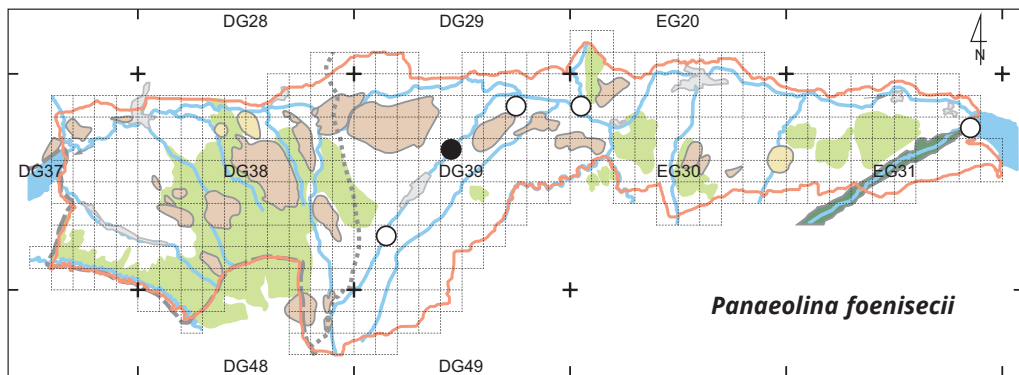 DG28 DG29 EG20
N
DG37 DG38 DG39 EG30 EG31
Panaeolina foenisecii
DG48 DG49